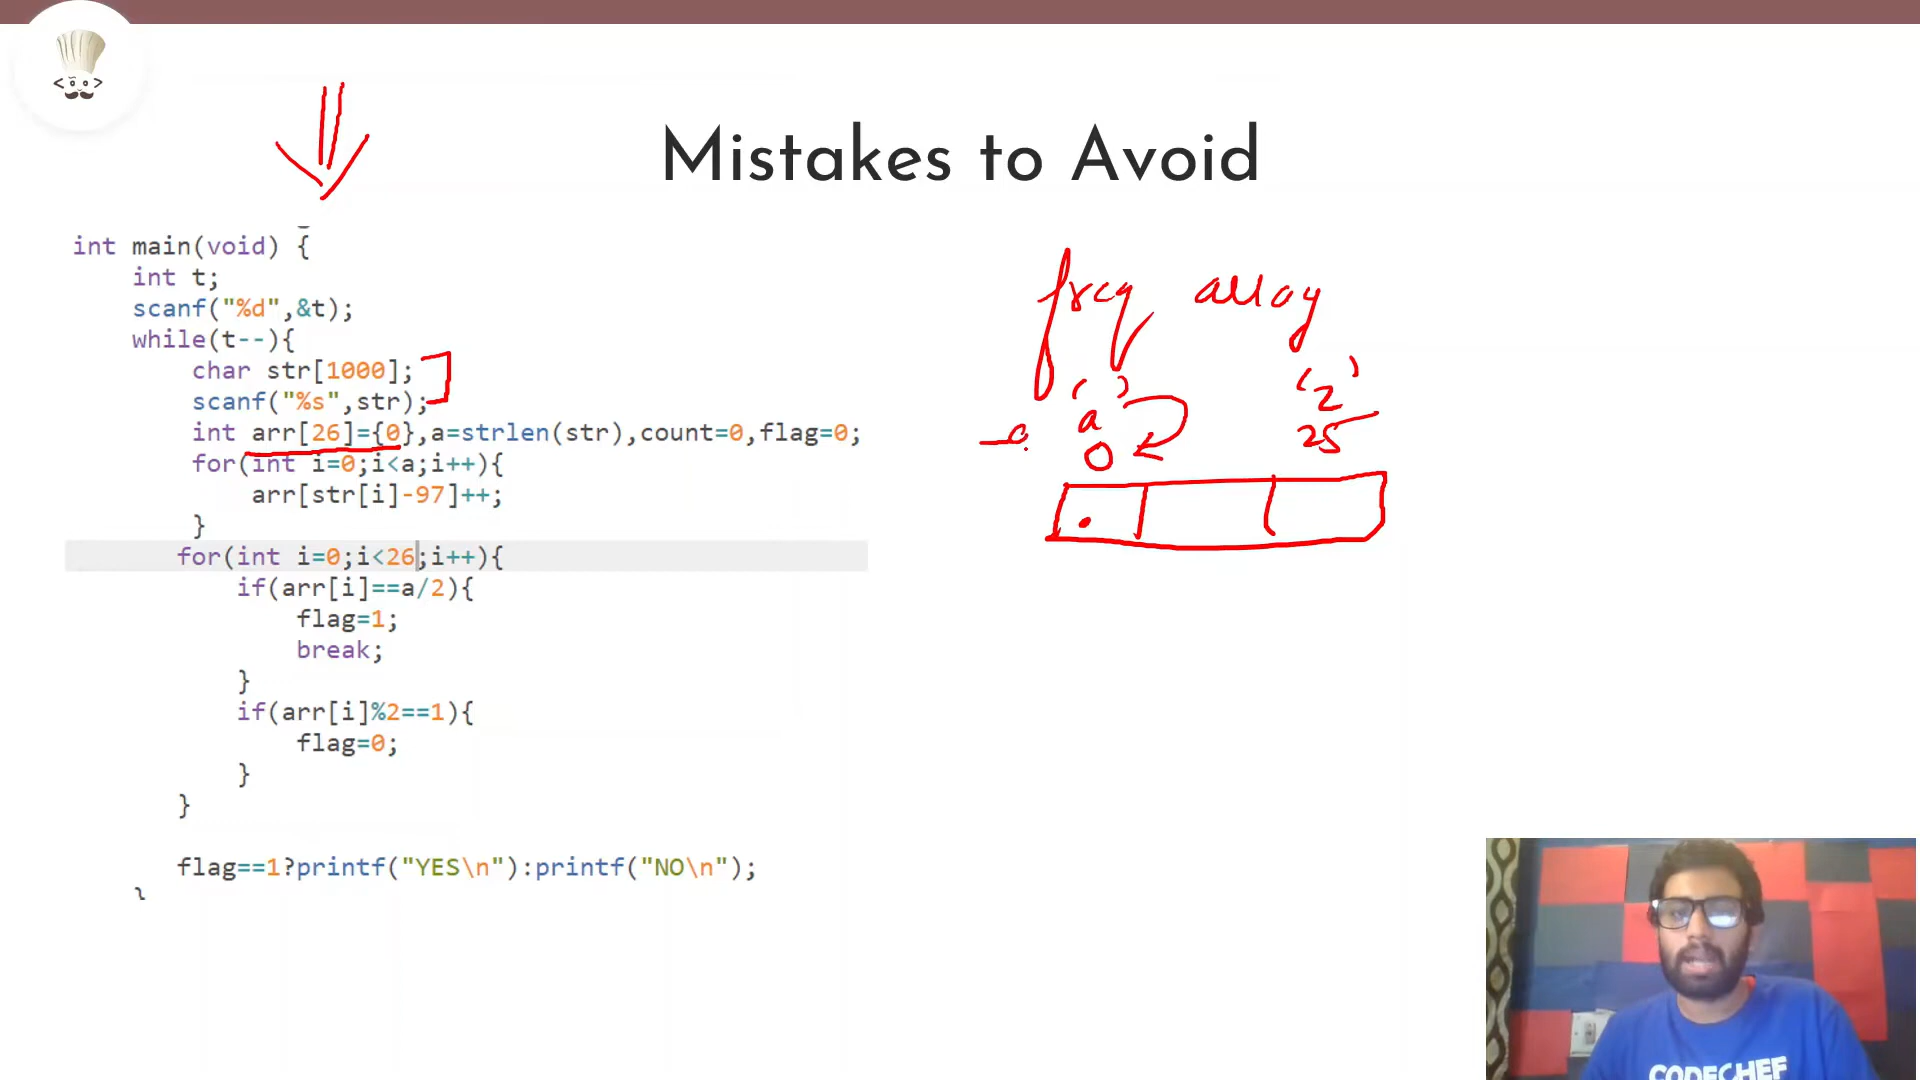 Mistakes to Avoid
int main(void) {
int t;
scanf("%d",&t);
while(t--){
char str[1000];
scanf("%s",str);
int arr[26]={0},a=strlen(str),count=0,flag=0;
for(int i=0;i<a;i++){
arr[str[i]-97]++;
}
for(int i=0;i<26;i++){
if(arr[i]==a/2){
flag=1;
break;
}
if(arr[i]%2==1){
flag=0;
}
}
flag==1?printf("YES\n"):printf("NO\n");
}
freq array
'a' 'z'
0 25
CODECHEF